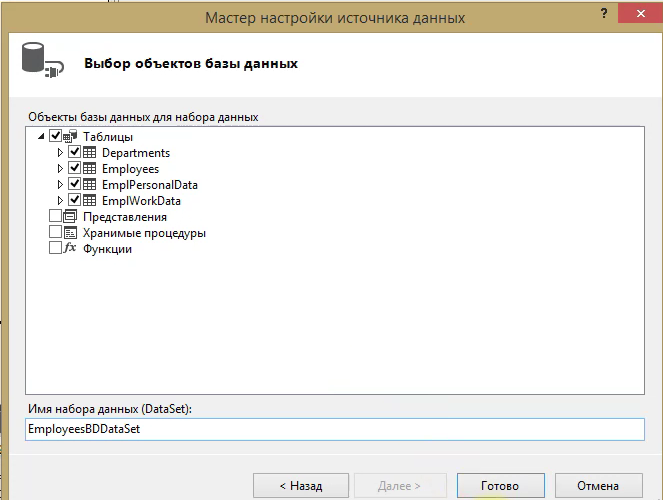 Мастер настройки источника данных
?
Выбор объектов базы данных
Объекты базы данных для набора данных
Таблицы
Departments
Employees
EmplPersonalData
EmplWorkData
Представления
Хранимые процедуры
fx Функции
Имя набора данных (DataSet):
EmployeesBDDataSet
< Назад Далее > Готово Отмена